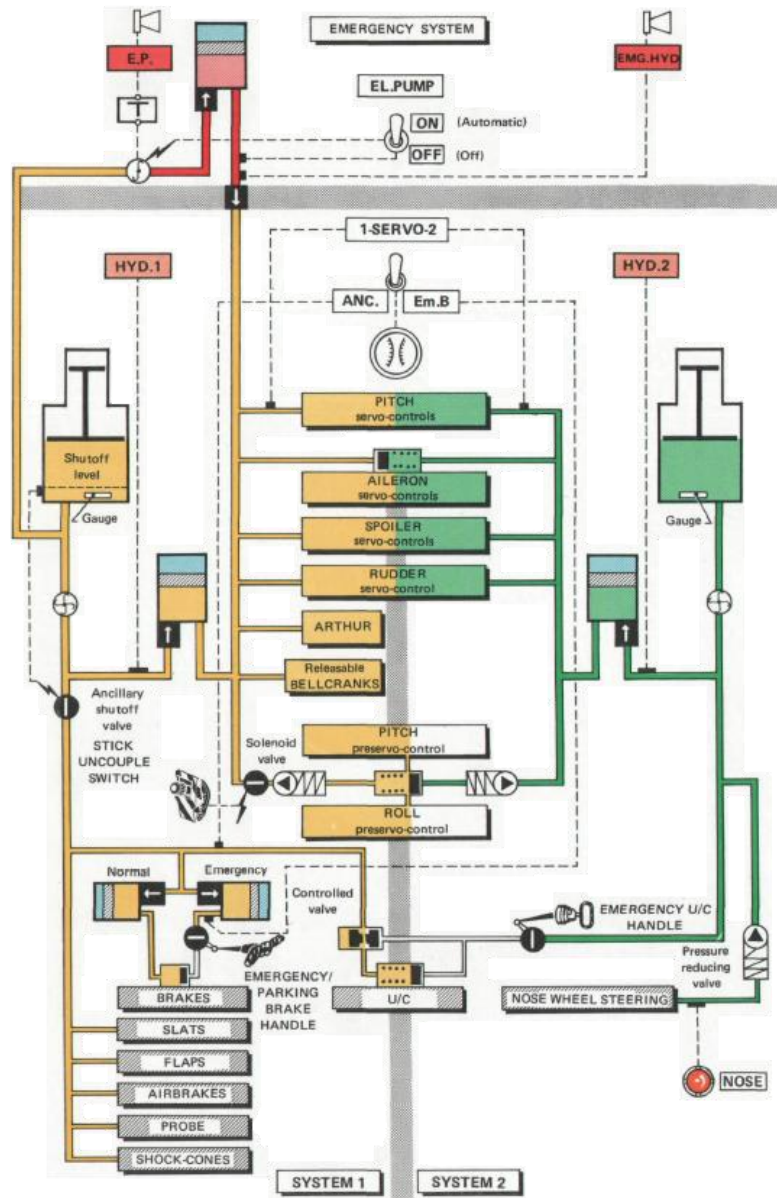 EMERGENCY SYSTEM
E.P.
EMG.HYD
EL.PUMP
ON (Automatic)
OFF (Off)
1-SERVO-2
HYD.1
HYD.2
ANC.
Em.B
PITCH
servo-controls
Shutoff
level
Gauge
AILERON
servo-controls
Gauge
SPOILER
servo-controls
RUDDER
servo-control
ARTHUR
Releasable
BELLCRANKS
Ancillary
shutoff
valve
STICK
UNCOUPLE
SWITCH
Solenoid
valve
PITCH
preservo-control
ROLL
preservo-control
Normal
Emergency
Controlled
valve
EMERGENCY U/C
HANDLE
Pressure
reducing
valve
EMERGENCY/
PARKING
BRAKE
HANDLE
BRAKES
U/C
NOSE WHEEL STEERING
SLATS
FLAPS
AIRBRAKES
PROBE
SHOCK-CONES
NOSE
SYSTEM 1
SYSTEM 2